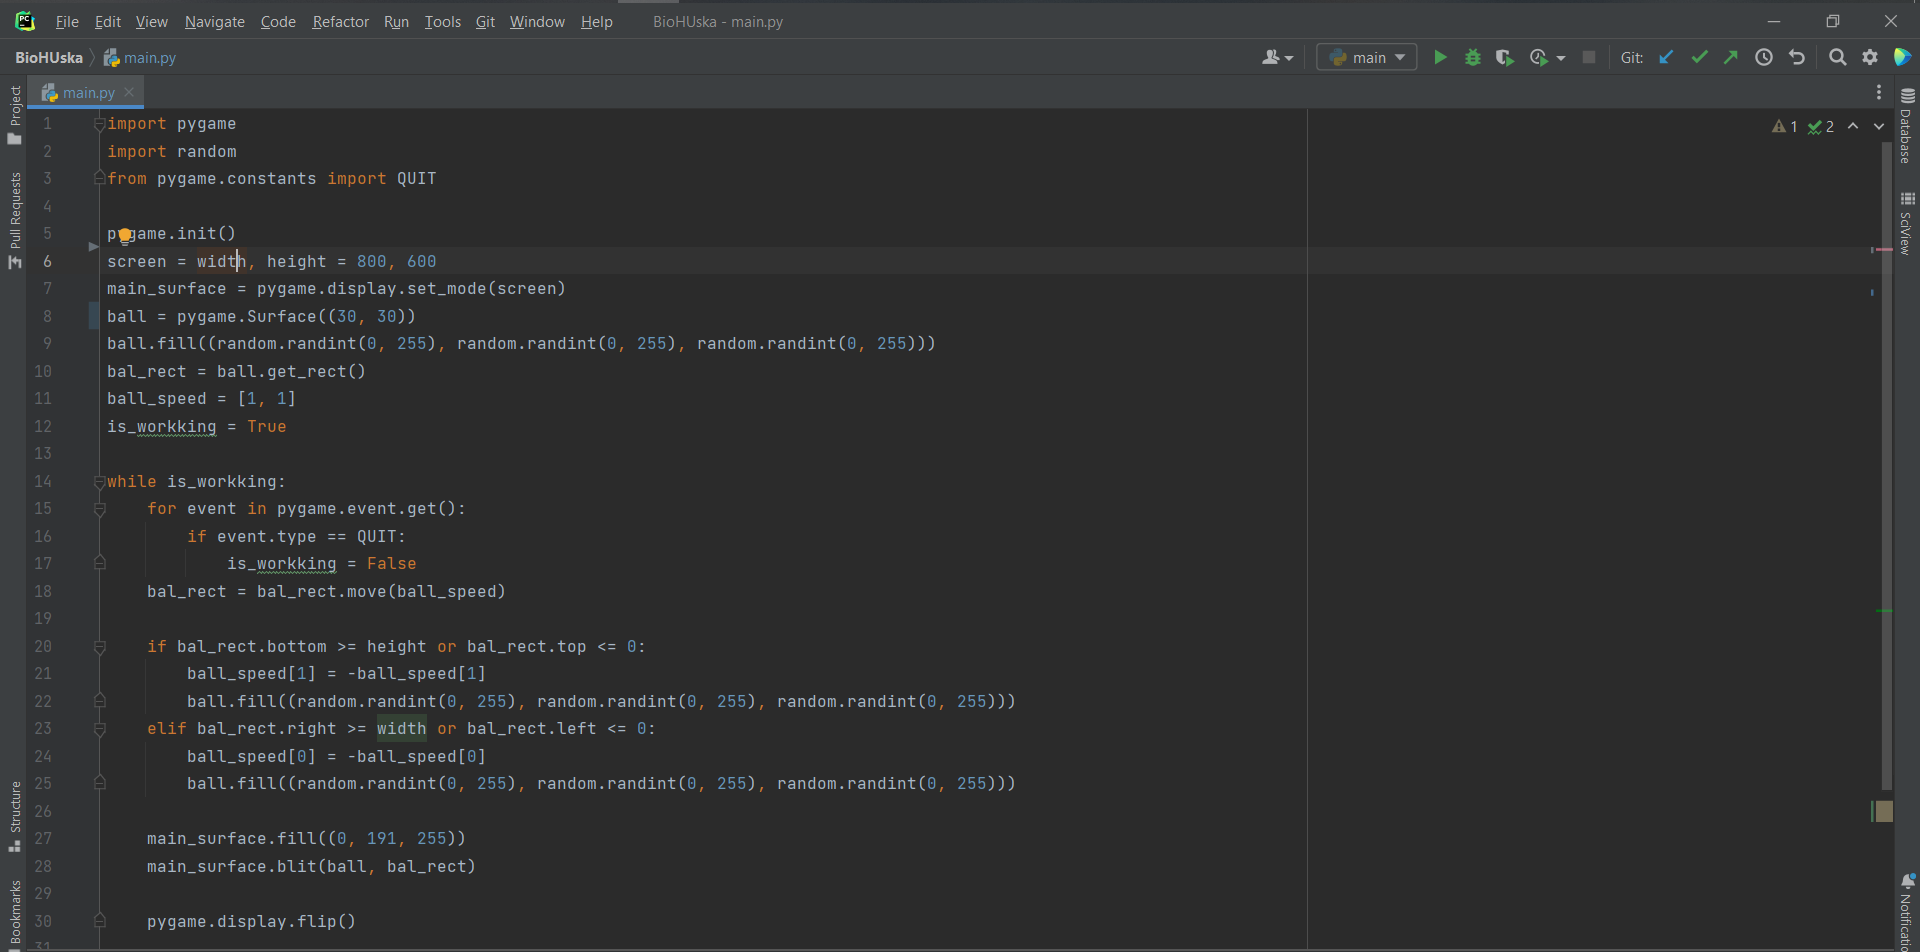 File Edit View Navigate Code Refactor Run Tools Git Window Help BioHUska - main.py
BioHUska main.py main Git:
main.py
Project
Pull Requests
Structure
Bookmarks
1 import pygame
2 import random
3 from pygame.constants import QUIT
4
5 pygame.init()
6 screen = width, height = 800, 600
7 main_surface = pygame.display.set_mode(screen)
8 ball = pygame.Surface((30, 30))
9 ball.fill((random.randint(0, 255), random.randint(0, 255), random.randint(0, 255)))
10 bal_rect = ball.get_rect()
11 ball_speed = [1, 1]
12 is_workking = True
13
14 while is_workking:
15 for event in pygame.event.get():
16 if event.type == QUIT:
17 is_workking = False
18 bal_rect = bal_rect.move(ball_speed)
19
20 if bal_rect.bottom >= height or bal_rect.top <= 0:
21 ball_speed[1] = -ball_speed[1]
22 ball.fill((random.randint(0, 255), random.randint(0, 255), random.randint(0, 255)))
23 elif bal_rect.right >= width or bal_rect.left <= 0:
24 ball_speed[0] = -ball_speed[0]
25 ball.fill((random.randint(0, 255), random.randint(0, 255), random.randint(0, 255)))
26
27 main_surface.fill((0, 191, 255))
28 main_surface.blit(ball, bal_rect)
29
30 pygame.display.flip()
31
1 2
Database
SciView
Notificatio